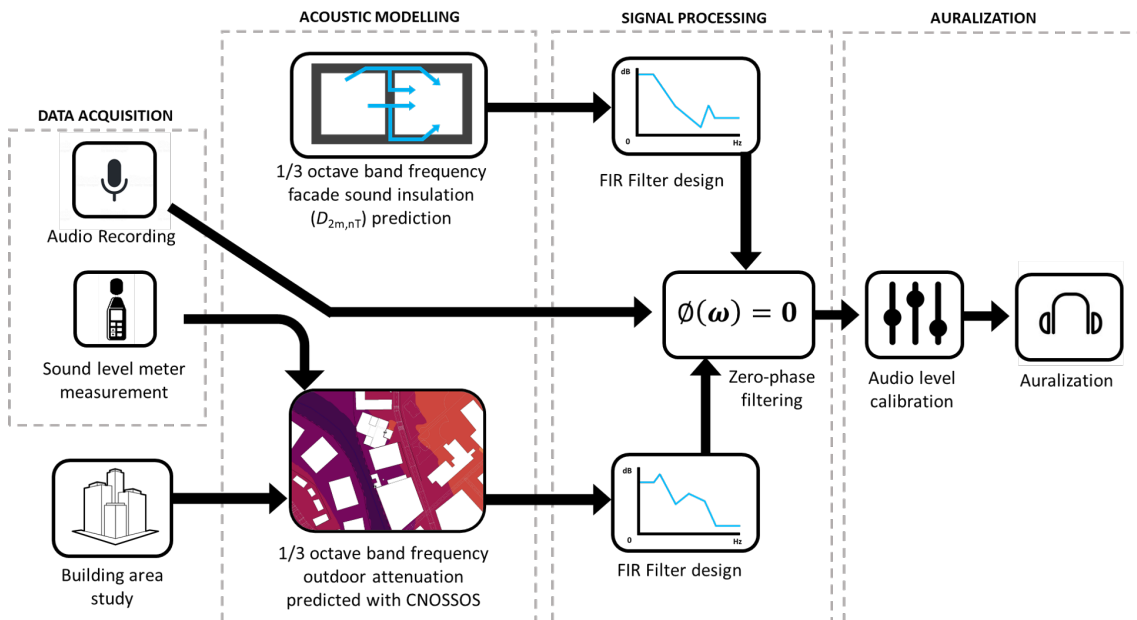 ACOUSTIC MODELLING
SIGNAL PROCESSING
AURALIZATION
DATA ACQUISITION
Audio Recording
Sound level meter
measurement
Building area
study
1/3 octave band frequency
facade sound insulation
(D2m,nT) prediction
1/3 octave band frequency
outdoor attenuation
predicted with CNOSSOS
dB
0
Hz
FIR Filter design
∅(ω) = 0
Zero-phase
filtering
dB
0
Hz
FIR Filter design
Audio level
calibration
Auralization